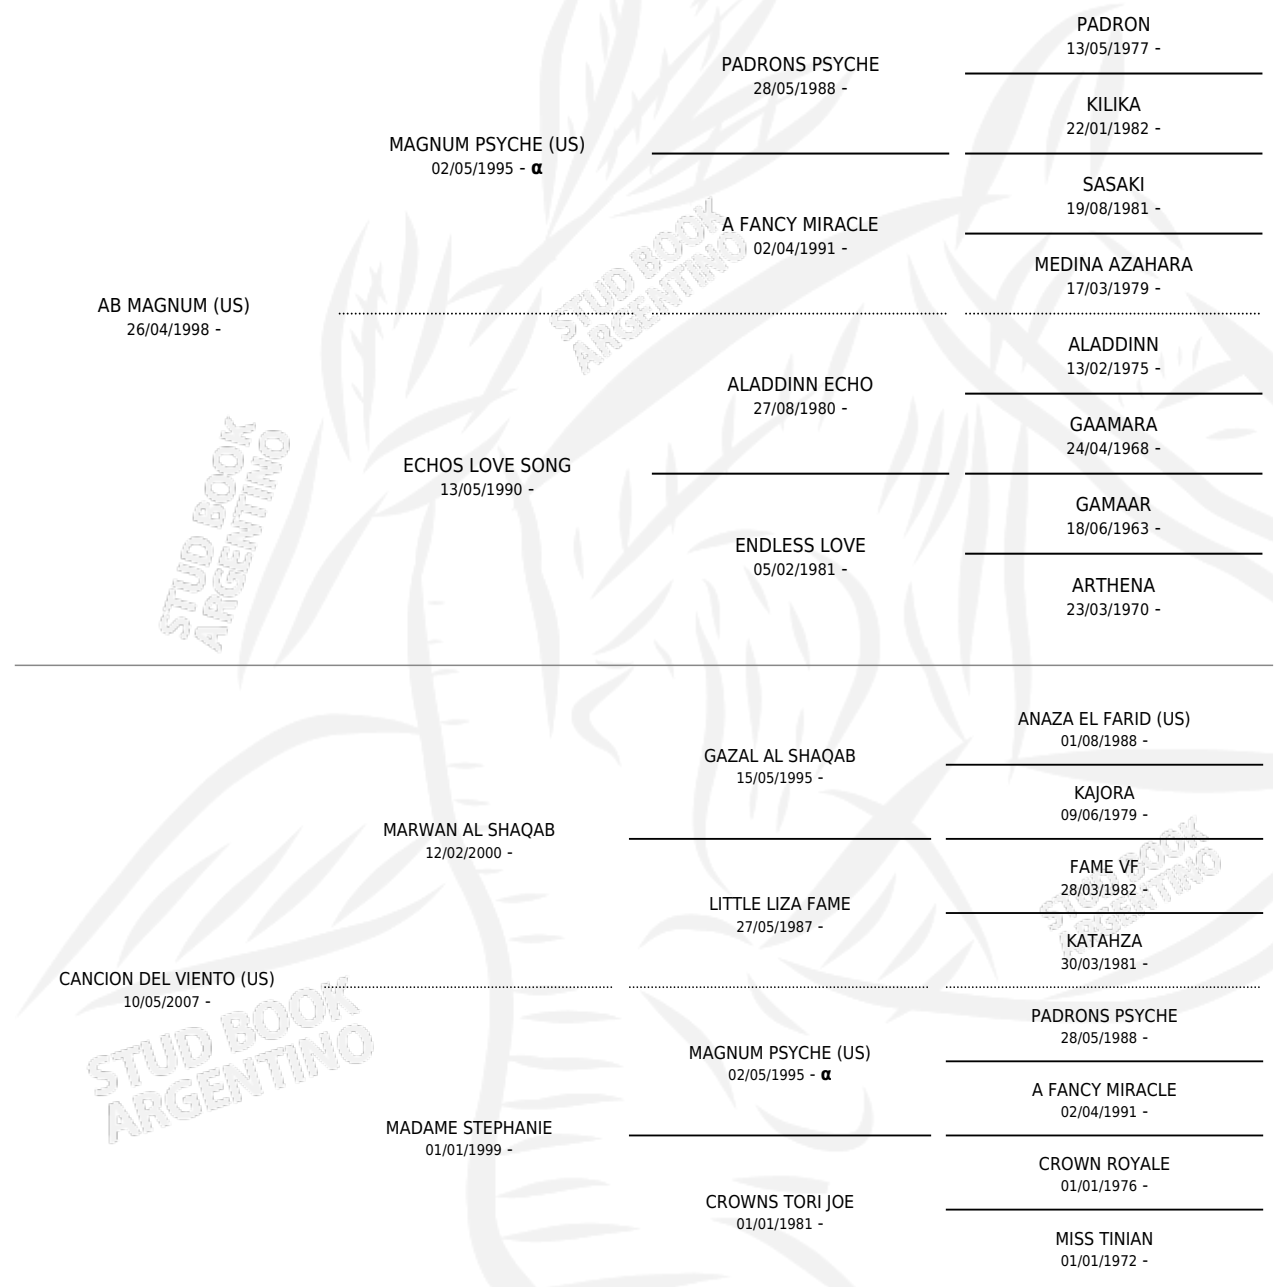 PADRON
13/05/1977 -
PADRONS PSYCHE
28/05/1988 -
KILIKA
22/01/1982 -
MAGNUM PSYCHE (US)
02/05/1995 - α
SASAKI
19/08/1981 -
A FANCY MIRACLE
02/04/1991 -
MEDINA AZAHARA
17/03/1979 -
AB MAGNUM (US)
26/04/1998 -
ALADDINN
13/02/1975 -
ALADDINN ECHO
27/08/1980 -
GAAMARA
24/04/1968 -
ECHOS LOVE SONG
13/05/1990 -
GAMAAR
18/06/1963 -
ENDLESS LOVE
05/02/1981 -
ARTHENA
23/03/1970 -
ANAZA EL FARID (US)
01/08/1988 -
GAZAL AL SHAQAB
15/05/1995 -
KAJORA
09/06/1979 -
MARWAN AL SHAQAB
12/02/2000 -
FAME VF
28/03/1982 -
LITTLE LIZA FAME
27/05/1987 -
KATAHZA
30/03/1981 -
CANCION DEL VIENTO (US)
10/05/2007 -
PADRONS PSYCHE
28/05/1988 -
MAGNUM PSYCHE (US)
02/05/1995 - α
A FANCY MIRACLE
02/04/1991 -
MADAME STEPHANIE
01/01/1999 -
CROWN ROYALE
01/01/1976 -
CROWNS TORI JOE
01/01/1981 -
MISS TINIAN
01/01/1972 -
STUD BOOK
ARGENTINO
STUD BOOK
ARGENTINO
STUD BOOK
ARGENTINO
STUD BOOK
ARGENTINO